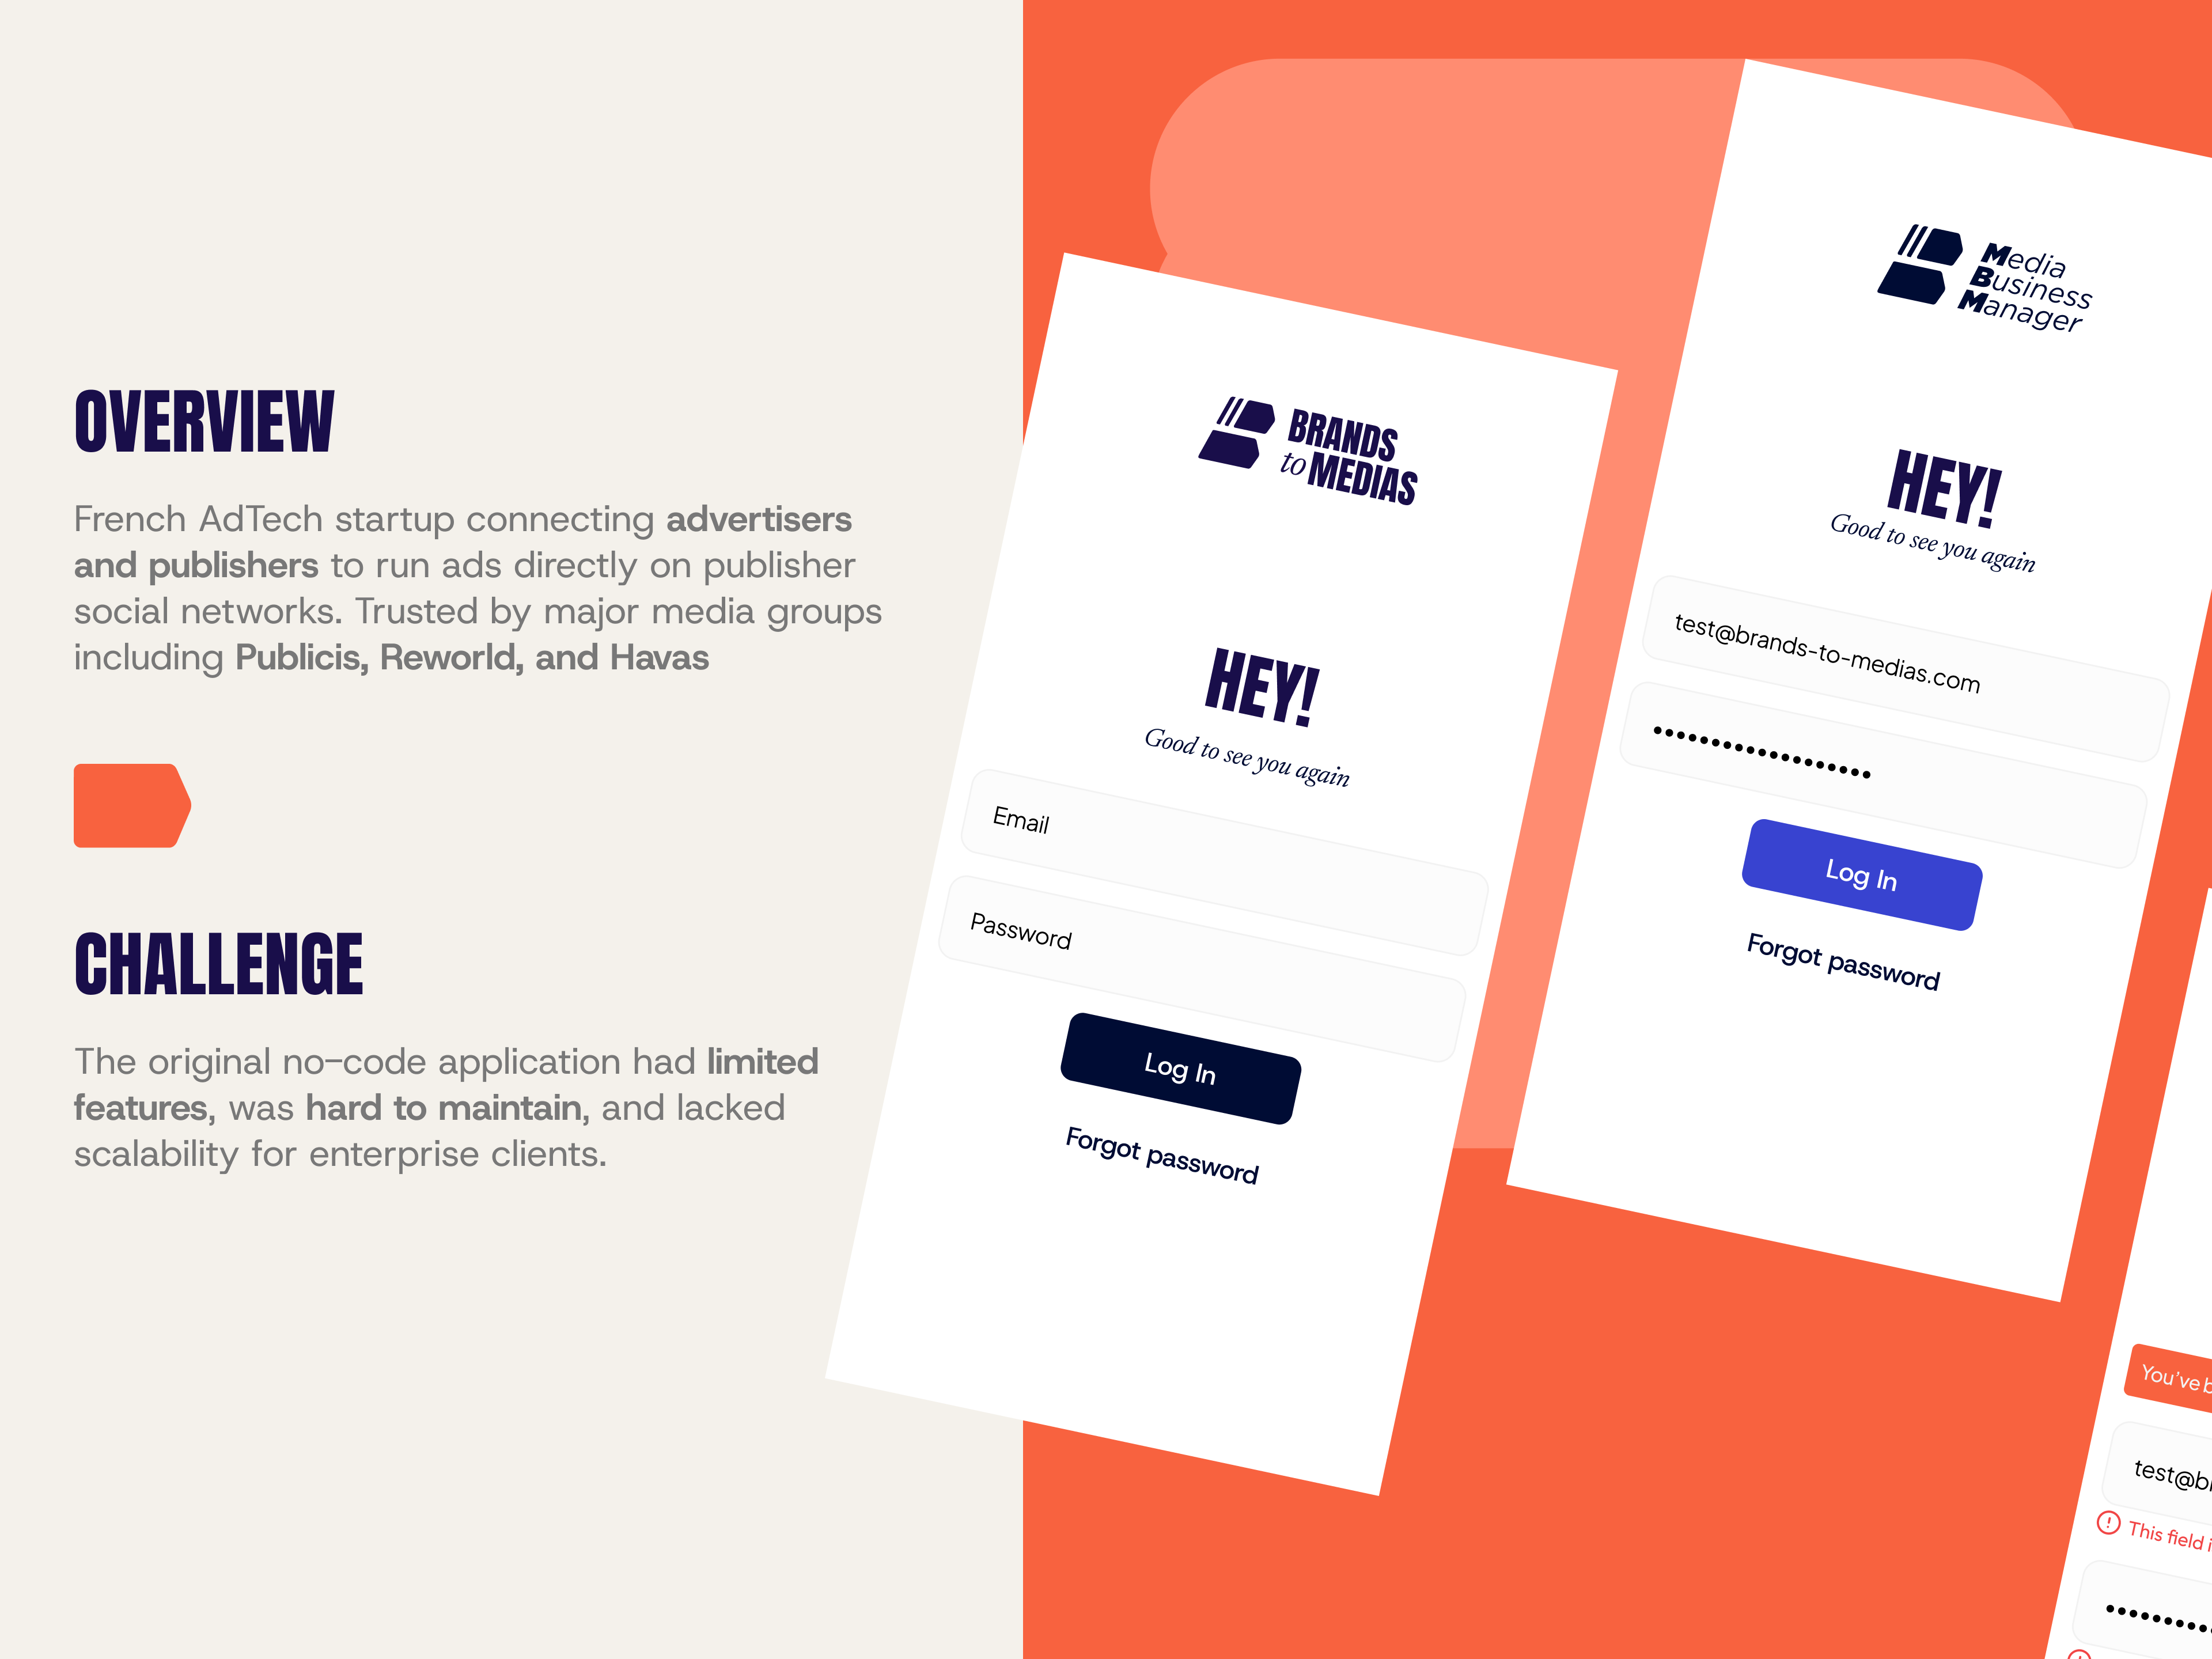 OVERVIEW
French AdTech startup connecting advertisers
and publishers to run ads directly on publisher
social networks. Trusted by major media groups
including Publicis, Reworld, and Havas
CHALLENGE
The original no-code application had limited
features, was hard to maintain, and lacked
scalability for enterprise clients.
BRANDS
to MEDIAS
HEY!
Good to see you again
Email
Password
Log In
Forgot password
Media
Business
Manager
HEY!
Good to see you again
test@brands-to-medias.com
Log In
Forgot password
You've b
test@b
This field i